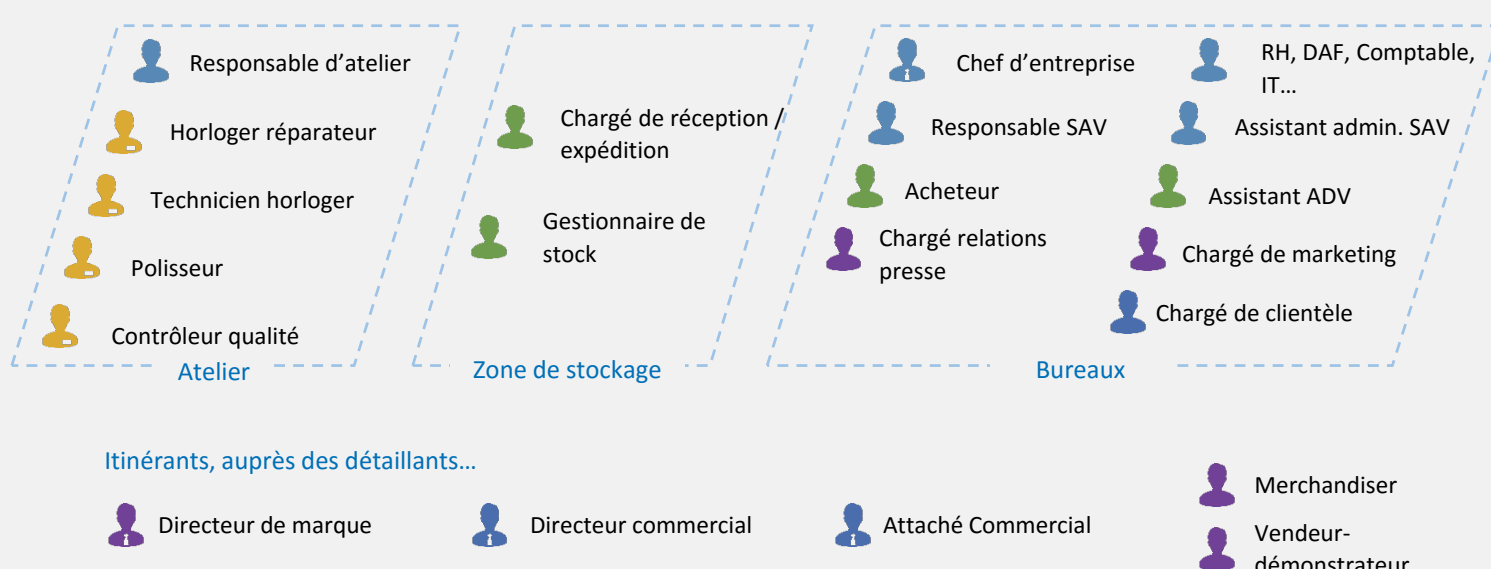 Responsable d’atelier
Horloger réparateur
Technicien horloger
Polisseur
Contrôleur qualité
Atelier
Chargé de réception /
expédition
Gestionnaire de
stock
Zone de stockage
Chef d’entreprise
RH, DAF, Comptable,
IT…
Responsable SAV
Assistant admin. SAV
Acheteur
Assistant ADV
Chargé relations
presse
Chargé de marketing
Chargé de clientèle
Bureaux
Itinérants, auprès des détaillants…
Directeur de marque
Directeur commercial
Attaché Commercial
Merchandiser
Vendeur-
démonstrateur